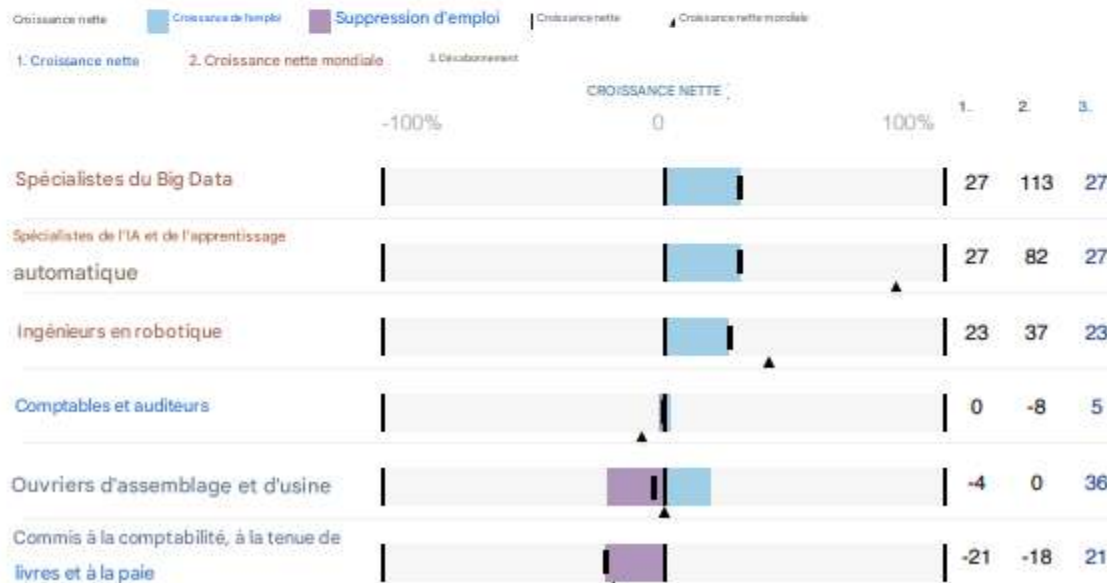 Croissance nette Croissance de l'emploi Suppression d'emploi Croissance nette Croissance nette mondiale
1. Croissance nette 2. Croissance nette mondiale 3. Désabonnement
CROISSANCE NETTE
-100% 0 100% 1. 2. 3.
Spécialistes du Big Data 27 113 27
Spécialistes de l'IA et de l'apprentissage
automatique 27 82 27
Ingénieurs en robotique 23 37 23
Comptables et auditeurs 0 -8 5
Ouvriers d'assemblage et d'usine -4 0 36
Commis à la comptabilité, à la tenue de
livres et à la paie -21 -18 21